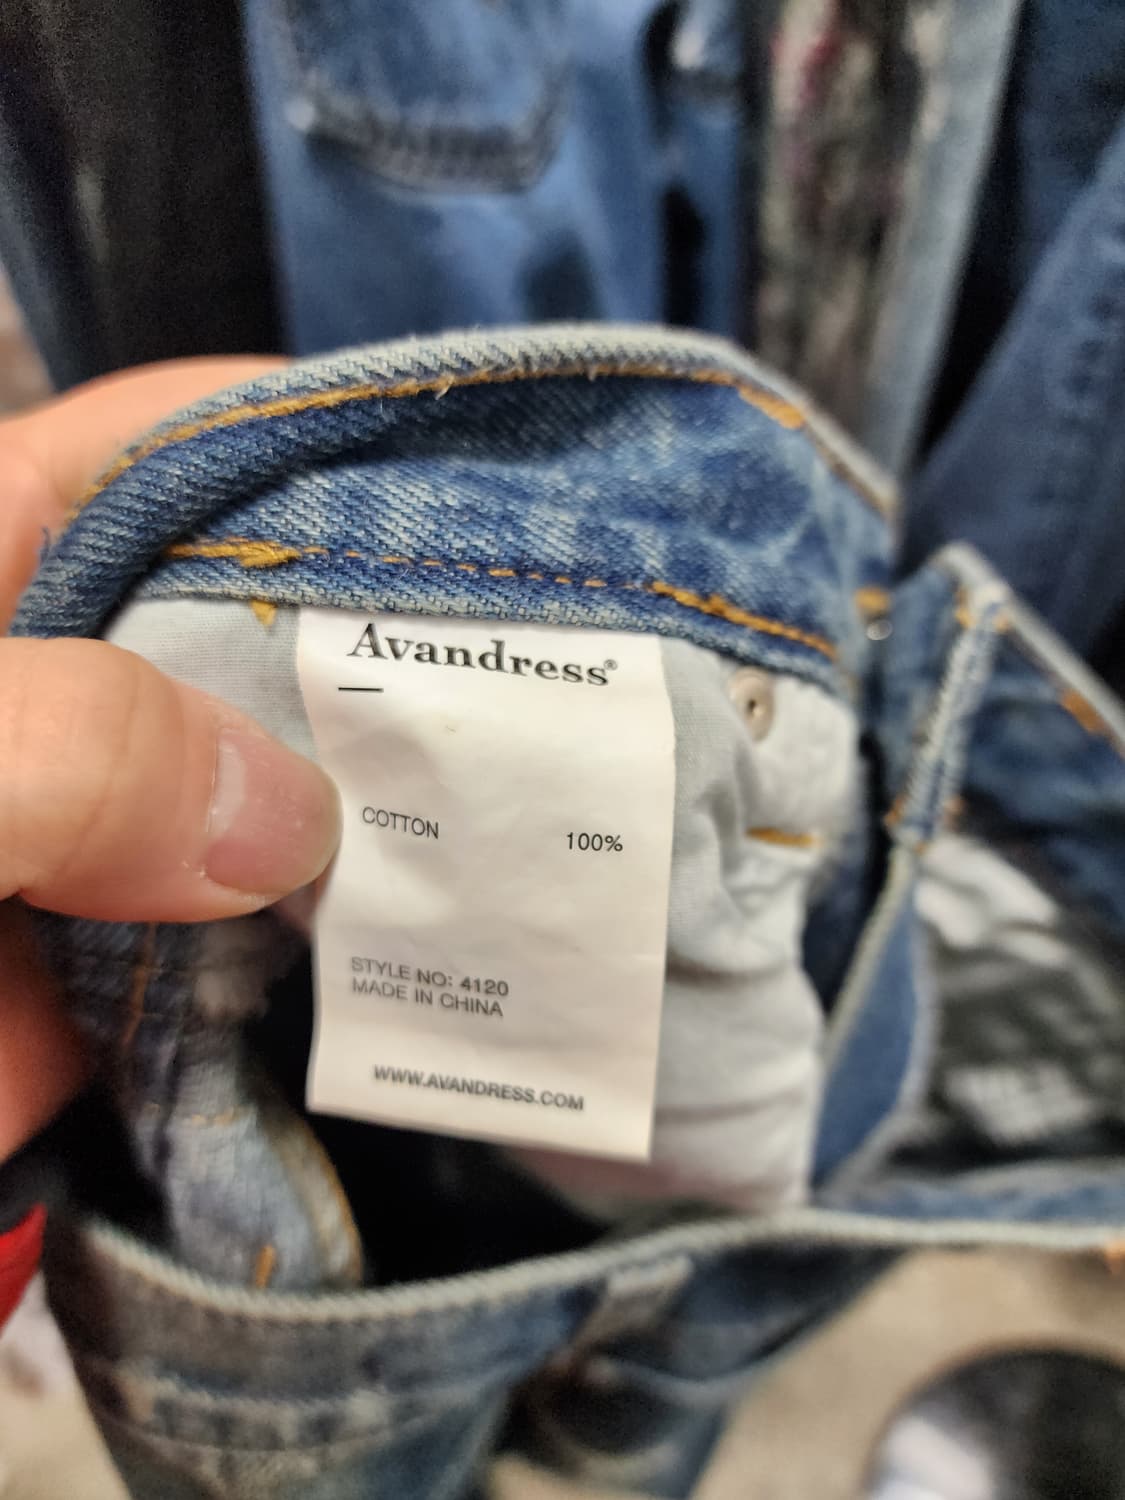 Avandress®
COTTON 100%
STYLE NO: 4120
MADE IN CHINA
WWW.AVANDRESS.COM